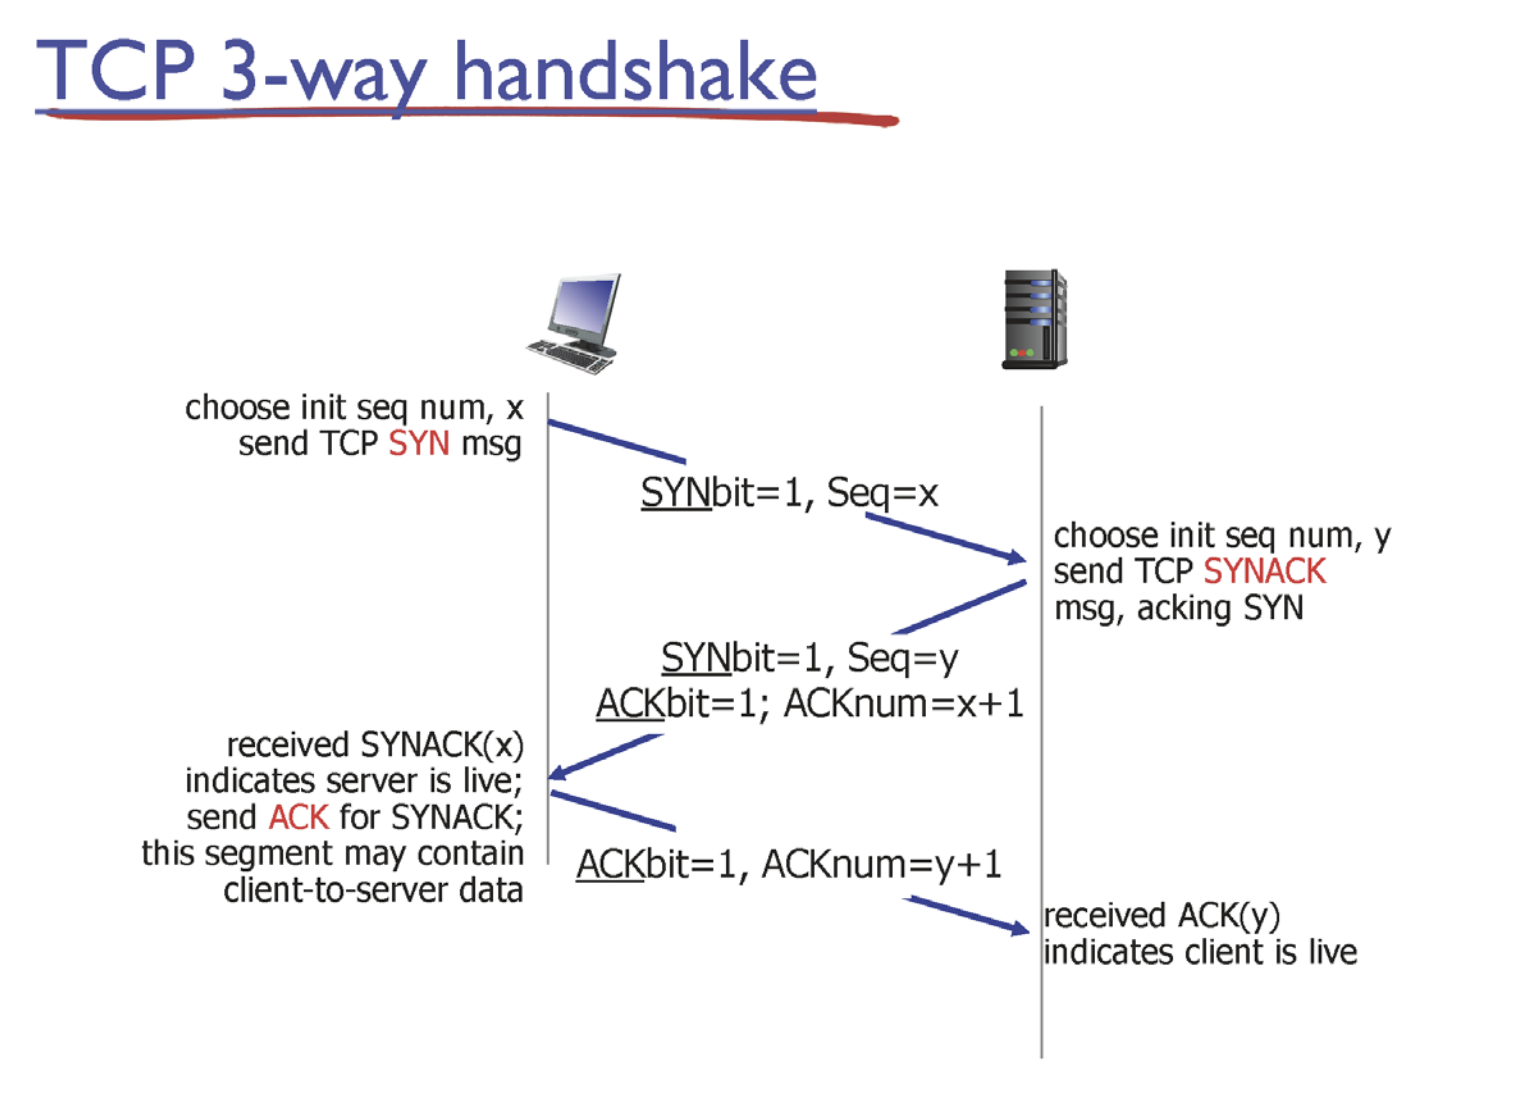 TCP 3-way handshake
choose init seq num, x
send TCP SYN msg
SYNbit=1, Seq=x
choose init seq num, y
send TCP SYNACK
msg, acking SYN
SYNbit=1, Seq=y
ACKbit=1; ACKnum=x+1
received SYNACK(x)
indicates server is live;
send ACK for SYNACK;
this segment may contain
client-to-server data
ACKbit=1, ACKnum=y+1
received ACK(y)
indicates client is live